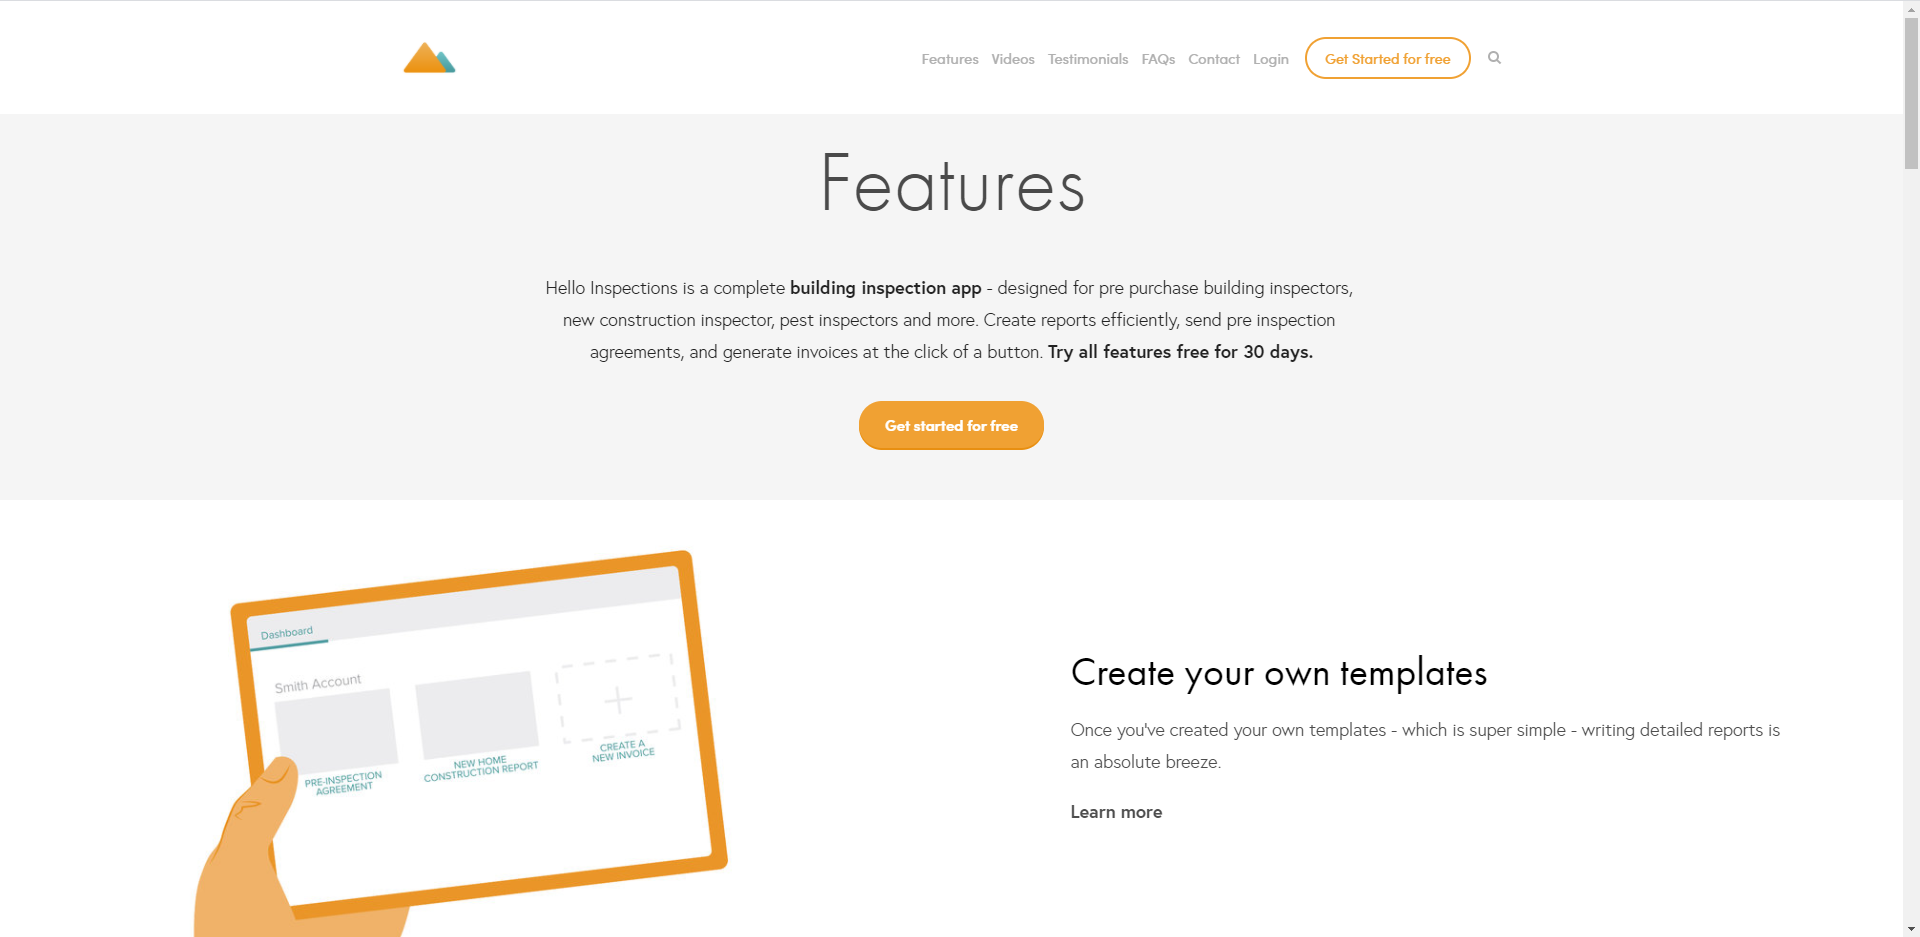 Features Videos Testimonials FAQs Contact Login Get Started for free
Features
Hello Inspections is a complete building inspection app - designed for pre purchase building inspectors,
new construction inspector, pest inspectors and more. Create reports efficiently, send pre inspection
agreements, and generate invoices at the click of a button. Try all features free for 30 days.
Get started for free
Dashboard
Smith Account
PRE-INSPECTION
AGREEMENT
NEW HOME
CONSTRUCTION REPORT
CREATE A
NEW INVOICE
Create your own templates
Once you've created your own templates - which is super simple - writing detailed reports is
an absolute breeze.
Learn more